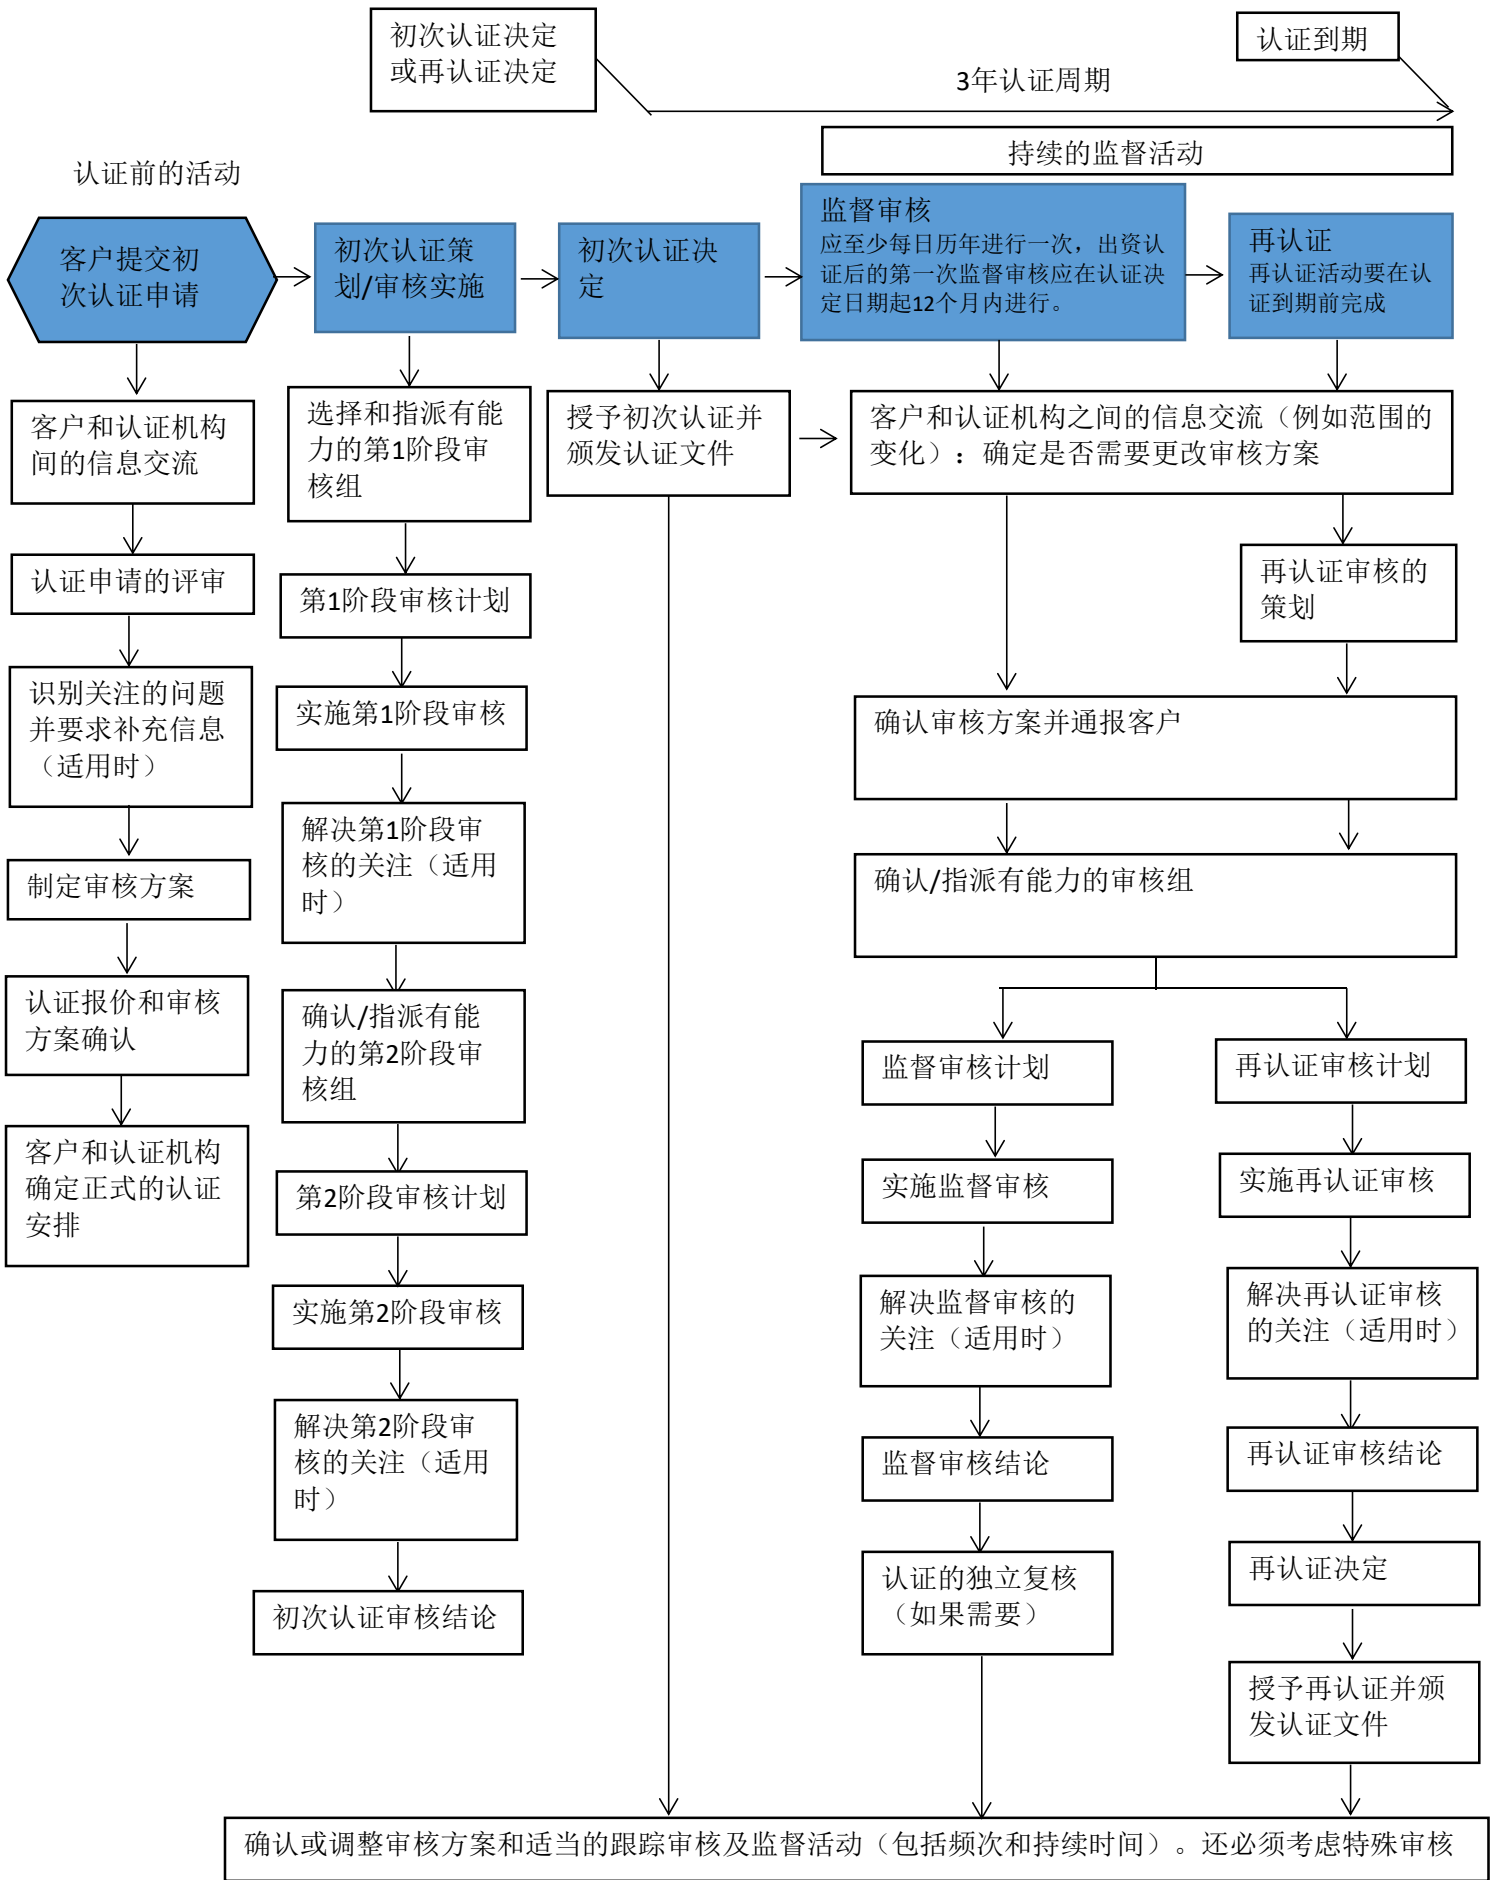 初次认证决定
或再认证决定
认证到期
3年认证周期
持续的监督活动
认证前的活动
客户提交初
次认证申请
初次认证策
划/审核实施
初次认证决
定
监督审核
应至少每日历年进行一次，出资认
证后的第一次监督审核应在认证决
定日期起12个月内进行。
再认证
再认证活动要在认
证到期前完成
客户和认证机构
间的信息交流
认证申请的评审
识别关注的问题
并要求补充信息
（适用时）
制定审核方案
认证报价和审核
方案确认
客户和认证机构
确定正式的认证
安排
选择和指派有能
力的第1阶段审
核组
第1阶段审核计划
实施第1阶段审核
解决第1阶段审
核的关注（适用
时）
确认/指派有能
力的第2阶段审
核组
第2阶段审核计划
实施第2阶段审核
解决第2阶段审
核的关注（适用
时）
初次认证审核结论
授予初次认证并
颁发认证文件
客户和认证机构之间的信息交流（例如范围的
变化）：确定是否需要更改审核方案
再认证审核的
策划
确认审核方案并通报客户
确认/指派有能力的审核组
监督审核计划
实施监督审核
解决监督审核的
关注（适用时）
监督审核结论
认证的独立复核
（如果需要）
再认证审核计划
实施再认证审核
解决再认证审核
的关注（适用时）
再认证审核结论
再认证决定
授予再认证并颁
发认证文件
确认或调整审核方案和适当的跟踪审核及监督活动（包括频次和持续时间）。还必须考虑特殊审核